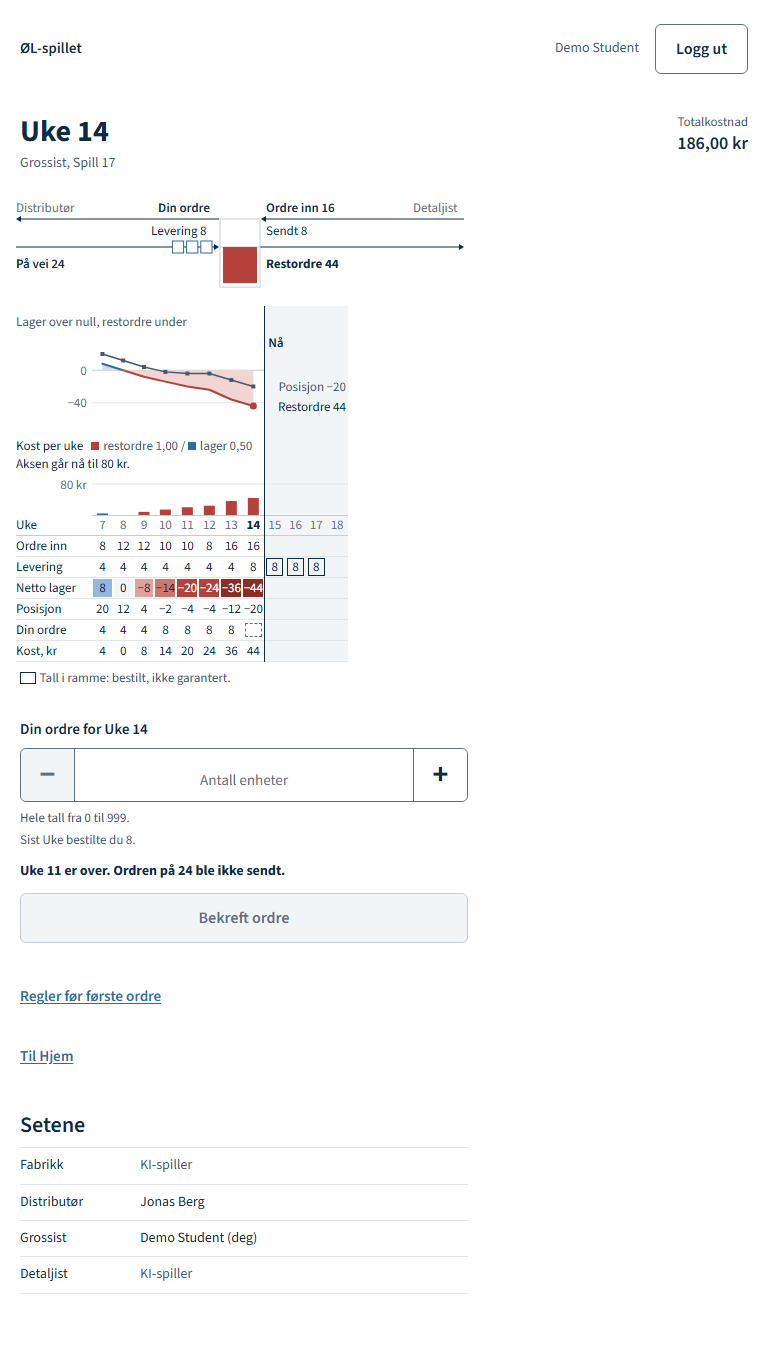 ØL-spillet
Demo Student
Logg ut
Uke 14
Grossist, Spill 17
Totalkostnad
186,00 kr
Distributør Din ordre Ordre inn 16 Detaljist
Levering 8 Sendt 8
På vei 24 Restordre 44
Lager over null, restordre under
Nå
0
−40
Posisjon −20
Restordre 44
Kost per uke restordre 1,00 / lager 0,50
Aksen går nå til 80 kr.
80 kr
Uke 7 8 9 10 11 12 13 14 15 16 17 18
Ordre inn 8 12 12 10 10 8 16 16
Levering 4 4 4 4 4 4 4 8 8 8 8
Netto lager 8 0 −8 −14 −20 −24 −36 −44
Posisjon 20 12 4 −2 −4 −4 −12 −20
Din ordre 4 4 4 8 8 8 8
Kost, kr 4 0 8 14 20 24 36 44
Tall i ramme: bestilt, ikke garantert.
Din ordre for Uke 14
− Antall enheter +
Hele tall fra 0 til 999.
Sist Uke bestilte du 8.
Uke 11 er over. Ordren på 24 ble ikke sendt.
Bekreft ordre
Regler før første ordre
Til Hjem
Setene
Fabrikk KI-spiller
Distributør Jonas Berg
Grossist Demo Student (deg)
Detaljist KI-spiller